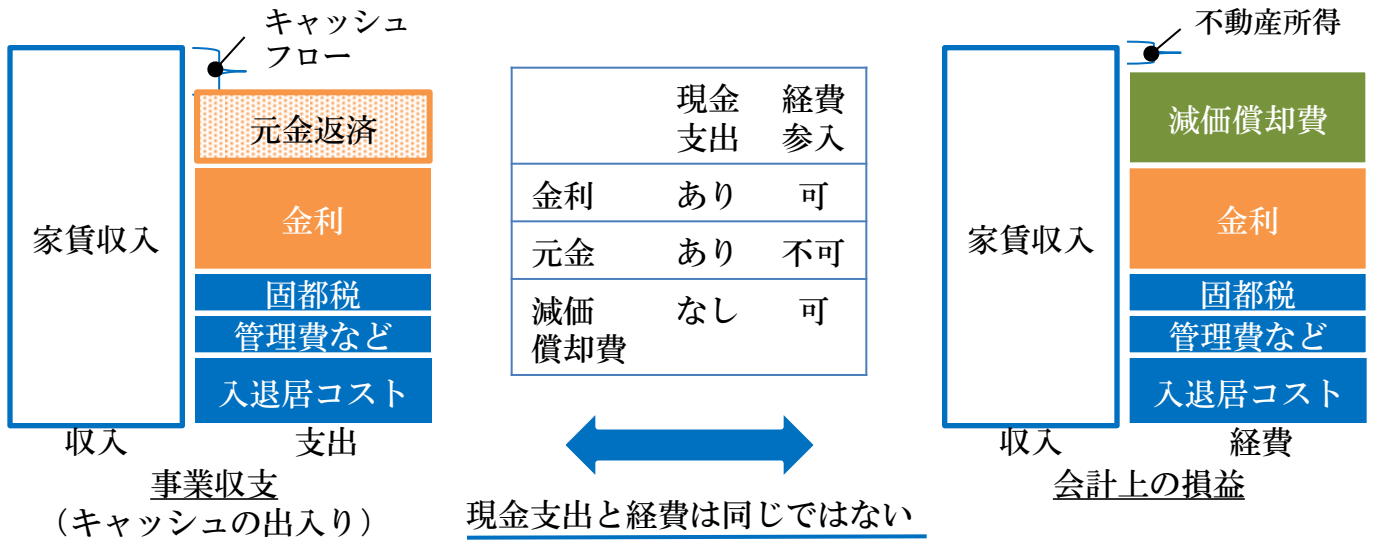 キャッシュ
フロー
元金返済
金利
家賃収入
固都税
管理費など
入退居コスト
収入
支出
事業収支
（キャッシュの出入り）
現金 経費
支出 参入
金利 あり 可
元金 あり 不可
減価 なし 可
償却費
現金支出と経費は同じではない
不動産所得
減価償却費
金利
家賃収入
固都税
管理費など
入退居コスト
収入
経費
会計上の損益